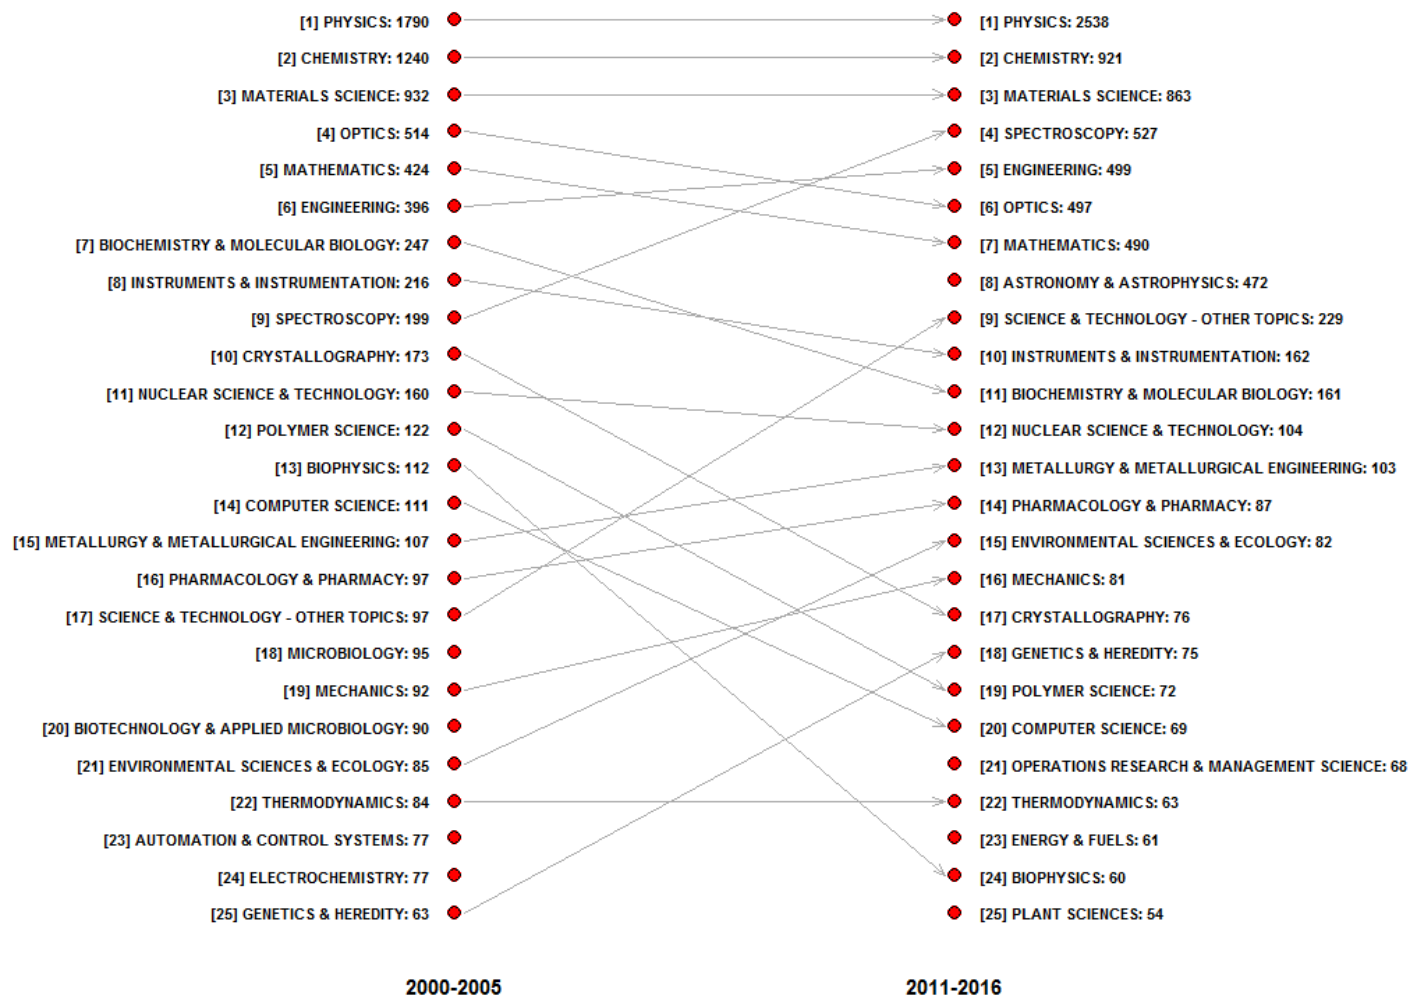 [1] PHYSICS: 1790
[2] CHEMISTRY: 1240
[3] MATERIALS SCIENCE: 932
[4] OPTICS: 514
[5] MATHEMATICS: 424
[6] ENGINEERING: 396
[7] BIOCHEMISTRY & MOLECULAR BIOLOGY: 247
[8] INSTRUMENTS & INSTRUMENTATION: 216
[9] SPECTROSCOPY: 199
[10] CRYSTALLOGRAPHY: 173
[11] NUCLEAR SCIENCE & TECHNOLOGY: 160
[12] POLYMER SCIENCE: 122
[13] BIOPHYSICS: 112
[14] COMPUTER SCIENCE: 111
[15] METALLURGY & METALLURGICAL ENGINEERING: 107
[16] PHARMACOLOGY & PHARMACY: 97
[17] SCIENCE & TECHNOLOGY - OTHER TOPICS: 97
[18] MICROBIOLOGY: 95
[19] MECHANICS: 92
[20] BIOTECHNOLOGY & APPLIED MICROBIOLOGY: 90
[21] ENVIRONMENTAL SCIENCES & ECOLOGY: 85
[22] THERMODYNAMICS: 84
[23] AUTOMATION & CONTROL SYSTEMS: 77
[24] ELECTROCHEMISTRY: 77
[25] GENETICS & HEREDITY: 63
2000-2005
[1] PHYSICS: 2538
[2] CHEMISTRY: 921
[3] MATERIALS SCIENCE: 863
[4] SPECTROSCOPY: 527
[5] ENGINEERING: 499
[6] OPTICS: 497
[7] MATHEMATICS: 490
[8] ASTRONOMY & ASTROPHYSICS: 472
[9] SCIENCE & TECHNOLOGY - OTHER TOPICS: 229
[10] INSTRUMENTS & INSTRUMENTATION: 162
[11] BIOCHEMISTRY & MOLECULAR BIOLOGY: 161
[12] NUCLEAR SCIENCE & TECHNOLOGY: 104
[13] METALLURGY & METALLURGICAL ENGINEERING: 103
[14] PHARMACOLOGY & PHARMACY: 87
[15] ENVIRONMENTAL SCIENCES & ECOLOGY: 82
[16] MECHANICS: 81
[17] CRYSTALLOGRAPHY: 76
[18] GENETICS & HEREDITY: 75
[19] POLYMER SCIENCE: 72
[20] COMPUTER SCIENCE: 69
[21] OPERATIONS RESEARCH & MANAGEMENT SCIENCE: 68
[22] THERMODYNAMICS: 63
[23] ENERGY & FUELS: 61
[24] BIOPHYSICS: 60
[25] PLANT SCIENCES: 54
2011-2016